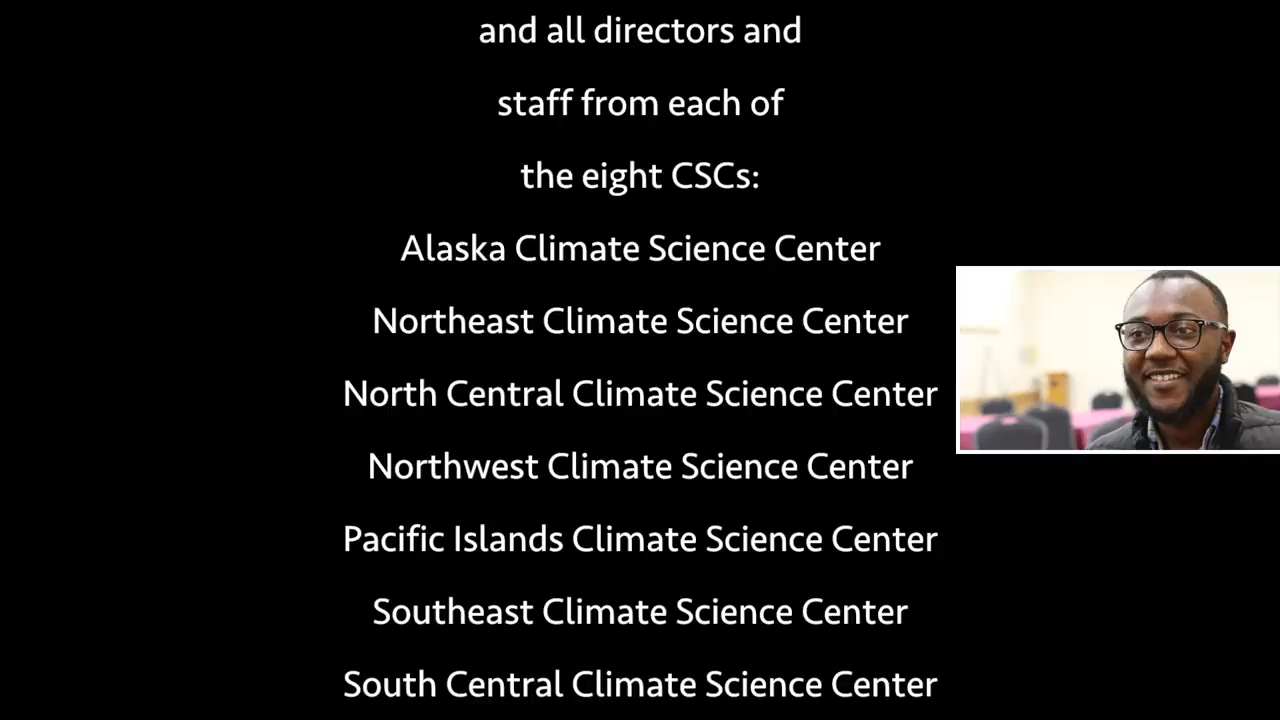 and all directors and
staff from each of
the eight CSCs:
Alaska Climate Science Center
Northeast Climate Science Center
North Central Climate Science Center
Northwest Climate Science Center
Pacific Islands Climate Science Center
Southeast Climate Science Center
South Central Climate Science Center